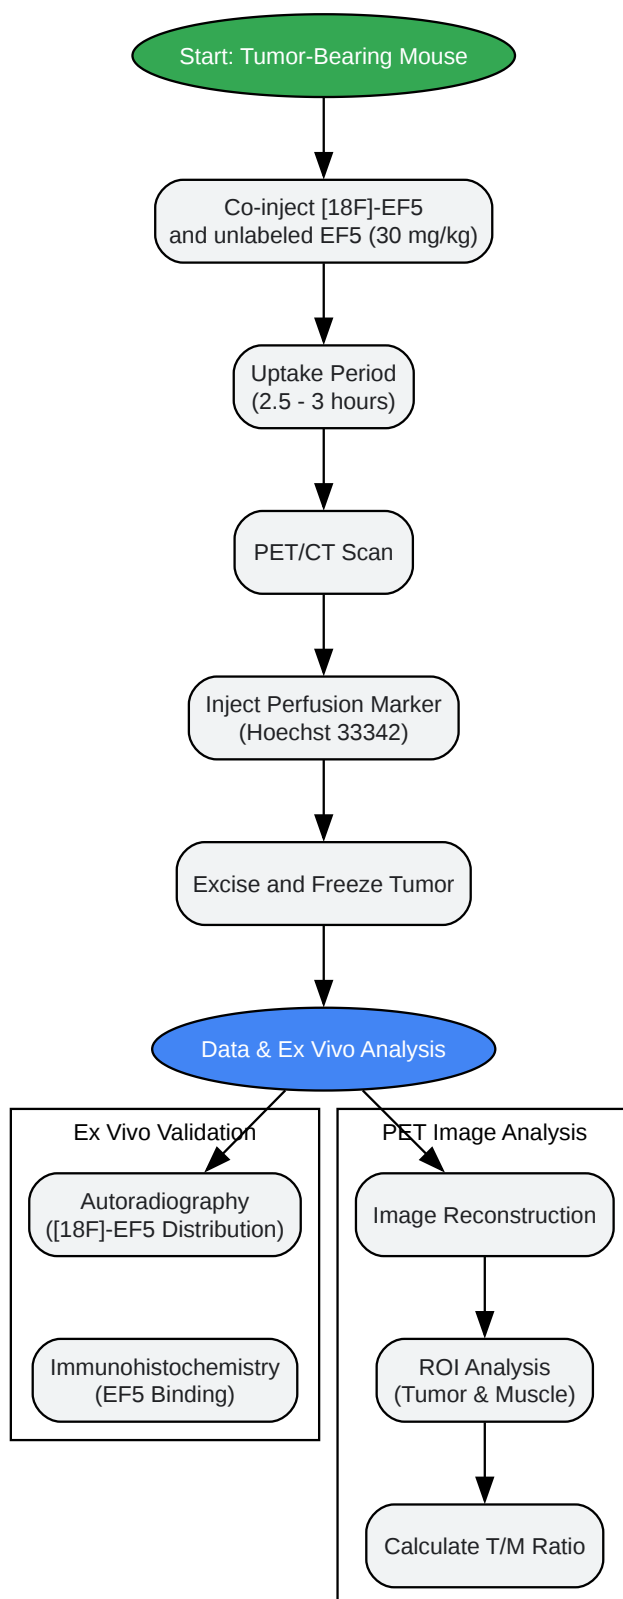 Start: Tumor-Bearing Mouse
Co-inject [18F]-EF5
and unlabeled EF5 (30 mg/kg)
Uptake Period
(2.5 - 3 hours)
PET/CT Scan
Inject Perfusion Marker
(Hoechst 33342)
Excise and Freeze Tumor
Data & Ex Vivo Analysis
Ex Vivo Validation
Autoradiography
([18F]-EF5 Distribution)
Immunohistochemistry
(EF5 Binding)
PET Image Analysis
Image Reconstruction
ROI Analysis
(Tumor & Muscle)
Calculate T/M Ratio